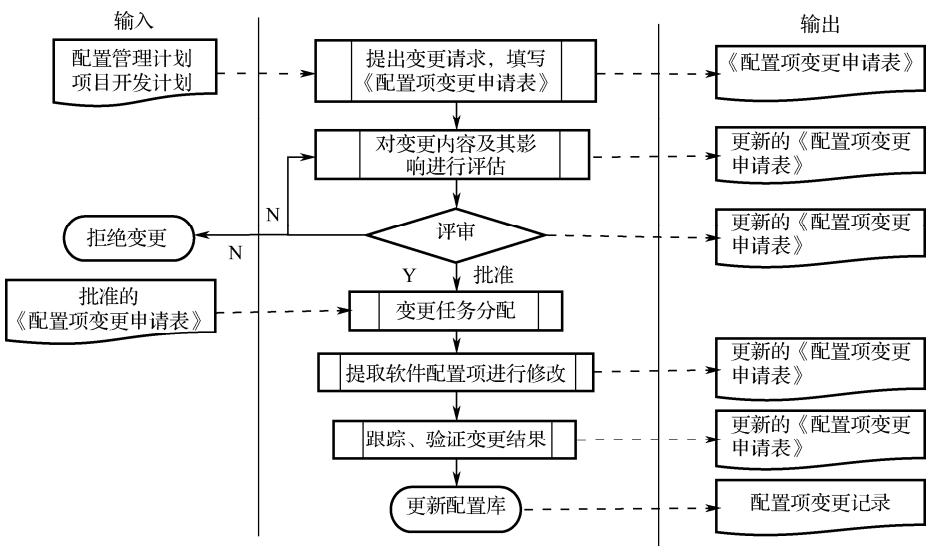 输入
输出
配置管理计划
项目开发计划
提出变更请求，填写
《配置项变更申请表》
《配置项变更申请表》
对变更内容及其影
响进行评估
更新的《配置项变更
申请表》
N
拒绝变更
N
评审
更新的《配置项变更
申请表》
Y
批准
批准的
《配置项变更申请表》
变更任务分配
提取软件配置项进行修改
更新的《配置项变更
申请表》
跟踪、验证变更结果
更新的《配置项变更
申请表》
更新配置库
配置项变更记录